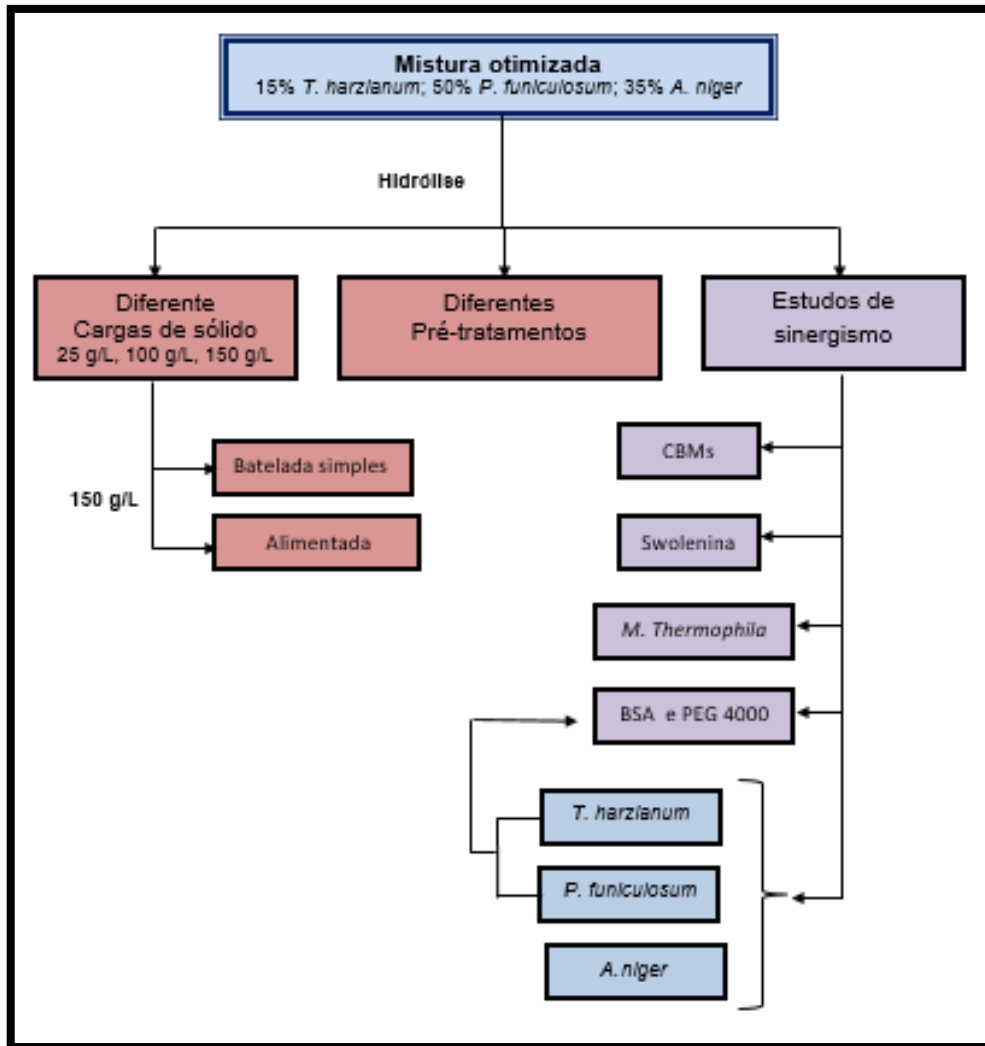 Mistura otimizada
15% T. harzianum; 50% P. funiculosum; 35% A. niger
Hidrólise
Diferente
Cargas de sólido
25 g/L, 100 g/L, 150 g/L
Diferentes
Pré-tratamentos
Estudos de
sinergismo
150 g/L
Batelada simples
Alimentada
CBMs
Swolenina
M. Thermophila
BSA e PEG 4000
T. harzianum
P. funiculosum
A. niger